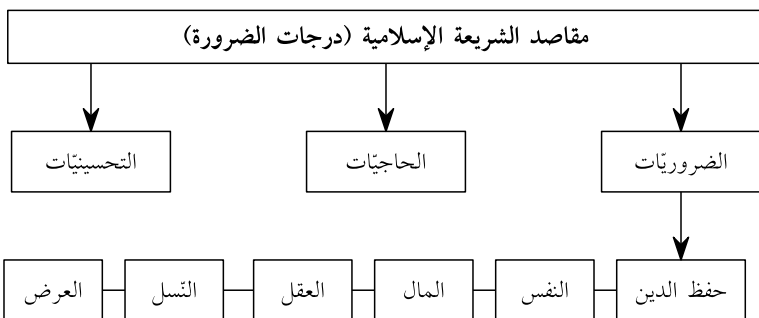 مقاصد الشريعة الإسلامية (درجات الضرورة)
الضروريّات
الحاجيّات
التحسينيّات
حفظ الدين
النفس
المال
العقل
النّسل
العرض